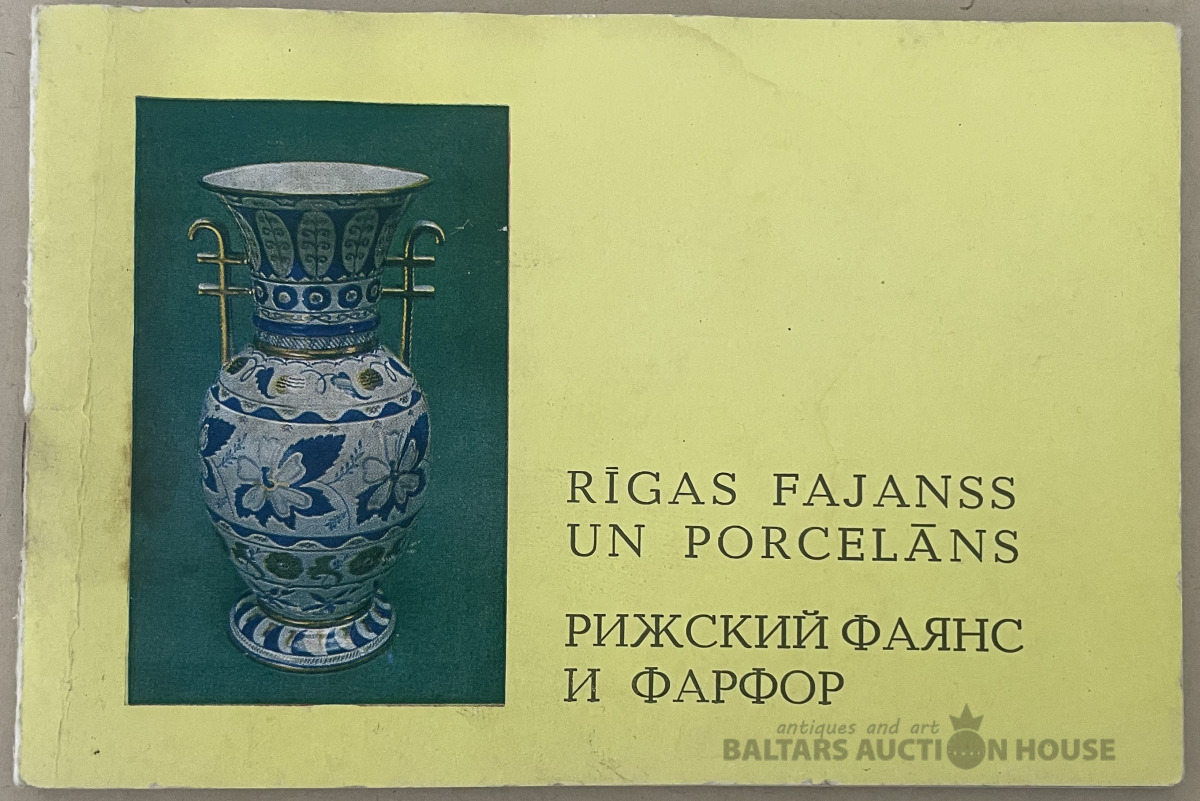 RĪGAS FAJANSS
UN PORCELĀNS
РИЖСКИЙ ФАЯНС
И ФАРФОР
antiques and art
BALTARS AUCTION HOUSE